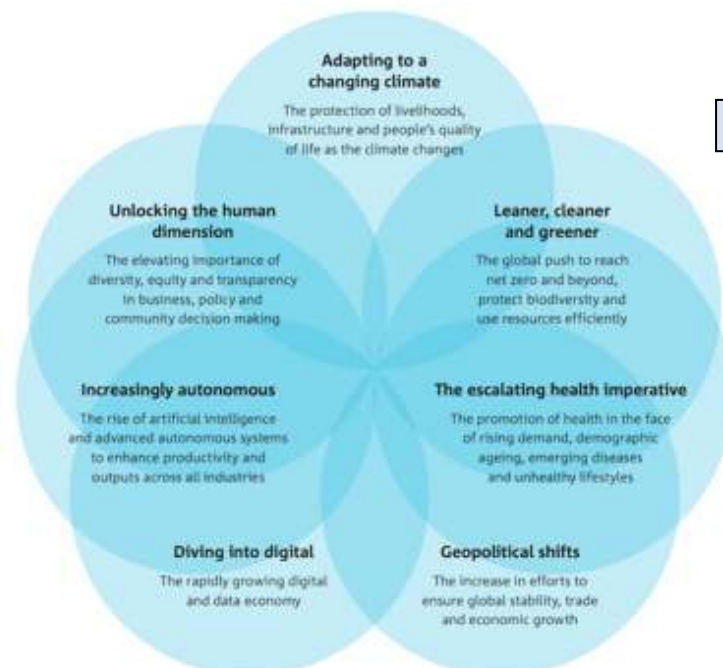 Adapting to a
changing climate
The protection of livelihoods,
infrastructure and people's quality
of life as the climate changes
Unlocking the human
dimension
The elevating importance of
diversity, equity and transparency
in business, policy and
community decision making
Leaner, cleaner
and greener
The global push to reach
net zero and beyond,
protect biodiversity and
use resources efficiently
Increasingly autonomous
The rise of artificial intelligence
and advanced autonomous systems
to enhance productivity and
outputs across all industries
The escalating health imperative
The promotion of health in the face
of rising demand, demographic
ageing, emerging diseases
and unhealthy lifestyles
Diving into digital
The rapidly growing digital
and data economy
Geopolitical shifts
The increase in efforts to
ensure global stability, trade
and economic growth